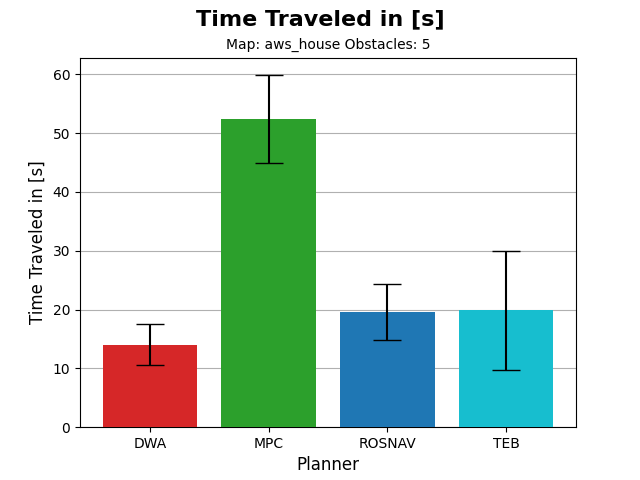 Time Traveled in [s]
Map: aws_house Obstacles: 5
Time Traveled in [s]
60
50
40
30
20
10
0
DWA MPC ROSNAV TEB
Planner